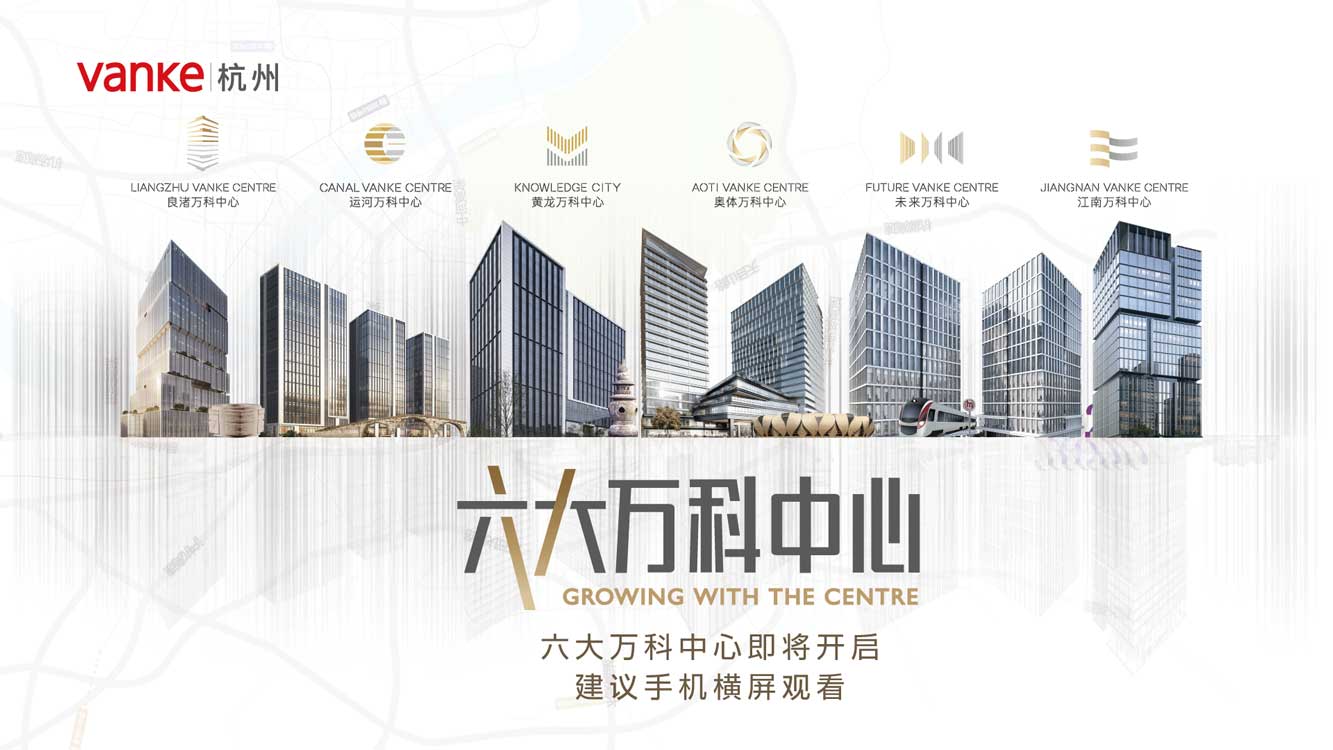 vanke 杭州
LIANGZHU VANKE CENTRE
良渚万科中心
CANAL VANKE CENTRE
运河万科中心
KNOWLEDGE CITY
黄龙万科中心
AOTI VANKE CENTRE
奥体万科中心
FUTURE VANKE CENTRE
未来万科中心
JIANGNAN VANKE CENTRE
江南万科中心
六大万科中心
GROWING WITH THE CENTRE
六大万科中心即将开启
建议手机横屏观看